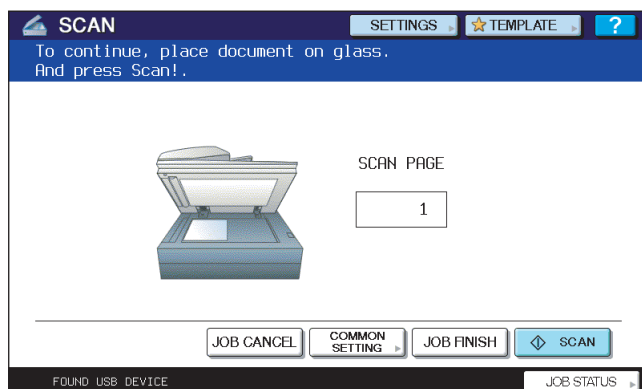 SCAN
SETTINGS
TEMPLATE
?
To continue, place document on glass.
And press Scan!.
SCAN PAGE
1
JOB CANCEL
COMMON
SETTING
JOB FINISH
SCAN
FOUND USB DEVICE
JOB STATUS